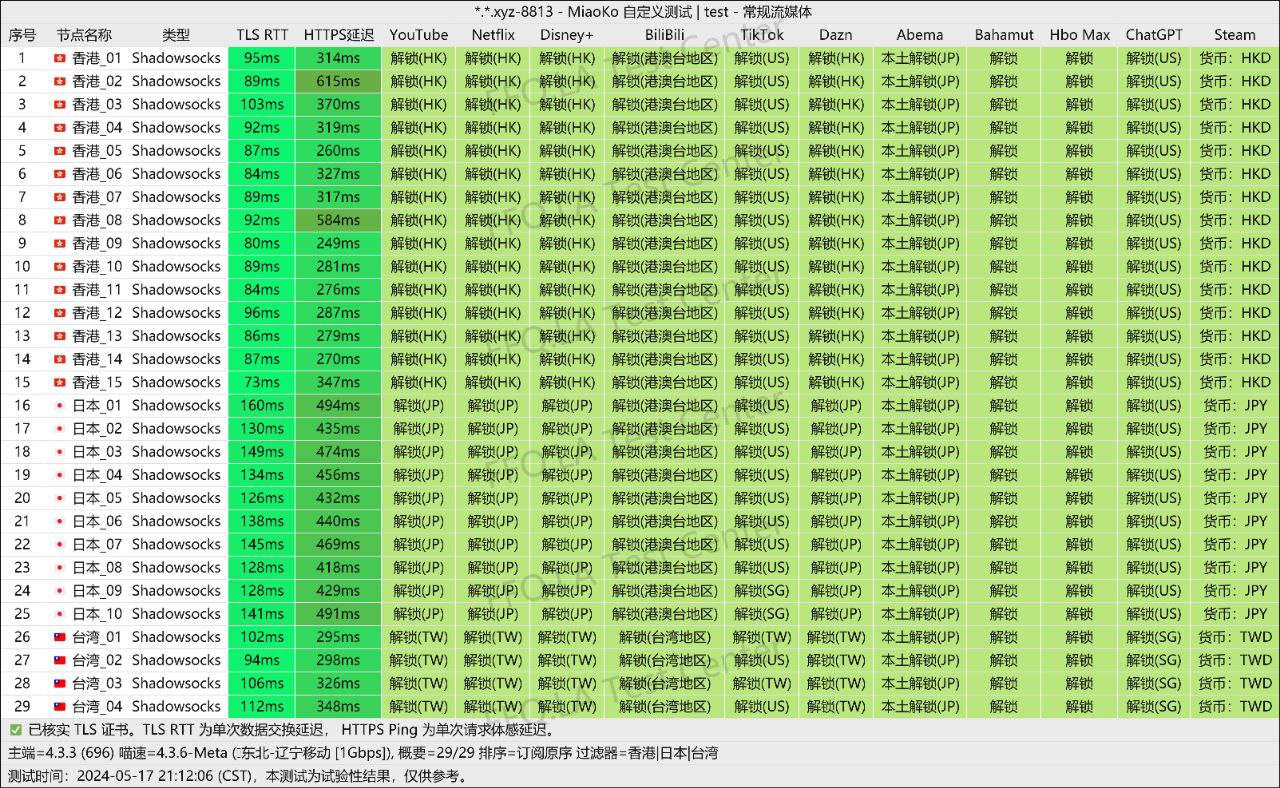 *.*.xyz-8813 - MiaoKo 自定义测试 | test - 常规流媒体
序号 节点名称 类型 TLS RTT HTTPS延迟 YouTube Netflix Disney+ BiliBili TikTok Dazn Abema Bahamut Hbo Max ChatGPT Steam
1 香港_01 Shadowsocks 95ms 314ms 解锁(HK) 解锁(HK) 解锁(HK) 解锁(港澳台地区) 解锁(US) 解锁(HK) 本土解锁(JP) 解锁 解锁 解锁(US) 货币：HKD
2 香港_02 Shadowsocks 89ms 615ms 解锁(HK) 解锁(HK) 解锁(HK) 解锁(港澳台地区) 解锁(US) 解锁(HK) 本土解锁(JP) 解锁 解锁 解锁(US) 货币：HKD
3 香港_03 Shadowsocks 103ms 370ms 解锁(HK) 解锁(HK) 解锁(HK) 解锁(港澳台地区) 解锁(US) 解锁(HK) 本土解锁(JP) 解锁 解锁 解锁(US) 货币：HKD
4 香港_04 Shadowsocks 92ms 319ms 解锁(HK) 解锁(HK) 解锁(HK) 解锁(港澳台地区) 解锁(US) 解锁(HK) 本土解锁(JP) 解锁 解锁 解锁(US) 货币：HKD
5 香港_05 Shadowsocks 87ms 260ms 解锁(HK) 解锁(HK) 解锁(HK) 解锁(港澳台地区) 解锁(US) 解锁(HK) 本土解锁(JP) 解锁 解锁 解锁(US) 货币：HKD
6 香港_06 Shadowsocks 84ms 327ms 解锁(HK) 解锁(HK) 解锁(HK) 解锁(港澳台地区) 解锁(US) 解锁(HK) 本土解锁(JP) 解锁 解锁 解锁(US) 货币：HKD
7 香港_07 Shadowsocks 89ms 317ms 解锁(HK) 解锁(HK) 解锁(HK) 解锁(港澳台地区) 解锁(US) 解锁(HK) 本土解锁(JP) 解锁 解锁 解锁(US) 货币：HKD
8 香港_08 Shadowsocks 92ms 584ms 解锁(HK) 解锁(HK) 解锁(HK) 解锁(港澳台地区) 解锁(US) 解锁(HK) 本土解锁(JP) 解锁 解锁 解锁(US) 货币：HKD
9 香港_09 Shadowsocks 80ms 249ms 解锁(HK) 解锁(HK) 解锁(HK) 解锁(港澳台地区) 解锁(US) 解锁(HK) 本土解锁(JP) 解锁 解锁 解锁(US) 货币：HKD
10 香港_10 Shadowsocks 89ms 281ms 解锁(HK) 解锁(HK) 解锁(HK) 解锁(港澳台地区) 解锁(US) 解锁(HK) 本土解锁(JP) 解锁 解锁 解锁(US) 货币：HKD
11 香港_11 Shadowsocks 84ms 276ms 解锁(HK) 解锁(HK) 解锁(HK) 解锁(港澳台地区) 解锁(US) 解锁(HK) 本土解锁(JP) 解锁 解锁 解锁(US) 货币：HKD
12 香港_12 Shadowsocks 96ms 287ms 解锁(HK) 解锁(HK) 解锁(HK) 解锁(港澳台地区) 解锁(US) 解锁(HK) 本土解锁(JP) 解锁 解锁 解锁(US) 货币：HKD
13 香港_13 Shadowsocks 86ms 279ms 解锁(HK) 解锁(HK) 解锁(HK) 解锁(港澳台地区) 解锁(US) 解锁(HK) 本土解锁(JP) 解锁 解锁 解锁(US) 货币：HKD
14 香港_14 Shadowsocks 87ms 270ms 解锁(HK) 解锁(HK) 解锁(HK) 解锁(港澳台地区) 解锁(US) 解锁(HK) 本土解锁(JP) 解锁 解锁 解锁(US) 货币：HKD
15 香港_15 Shadowsocks 73ms 347ms 解锁(HK) 解锁(HK) 解锁(HK) 解锁(港澳台地区) 解锁(US) 解锁(HK) 本土解锁(JP) 解锁 解锁 解锁(US) 货币：HKD
16 日本_01 Shadowsocks 160ms 494ms 解锁(JP) 解锁(JP) 解锁(JP) 解锁(港澳台地区) 解锁(US) 解锁(JP) 本土解锁(JP) 解锁 解锁 解锁(US) 货币：JPY
17 日本_02 Shadowsocks 130ms 435ms 解锁(JP) 解锁(JP) 解锁(JP) 解锁(港澳台地区) 解锁(US) 解锁(JP) 本土解锁(JP) 解锁 解锁 解锁(US) 货币：JPY
18 日本_03 Shadowsocks 149ms 474ms 解锁(JP) 解锁(JP) 解锁(JP) 解锁(港澳台地区) 解锁(US) 解锁(JP) 本土解锁(JP) 解锁 解锁 解锁(US) 货币：JPY
19 日本_04 Shadowsocks 134ms 456ms 解锁(JP) 解锁(JP) 解锁(JP) 解锁(港澳台地区) 解锁(US) 解锁(JP) 本土解锁(JP) 解锁 解锁 解锁(US) 货币：JPY
20 日本_05 Shadowsocks 126ms 432ms 解锁(JP) 解锁(JP) 解锁(JP) 解锁(港澳台地区) 解锁(US) 解锁(JP) 本土解锁(JP) 解锁 解锁 解锁(US) 货币：JPY
21 日本_06 Shadowsocks 138ms 440ms 解锁(JP) 解锁(JP) 解锁(JP) 解锁(港澳台地区) 解锁(US) 解锁(JP) 本土解锁(JP) 解锁 解锁 解锁(US) 货币：JPY
22 日本_07 Shadowsocks 145ms 469ms 解锁(JP) 解锁(JP) 解锁(JP) 解锁(港澳台地区) 解锁(US) 解锁(JP) 本土解锁(JP) 解锁 解锁 解锁(US) 货币：JPY
23 日本_08 Shadowsocks 128ms 418ms 解锁(JP) 解锁(JP) 解锁(JP) 解锁(港澳台地区) 解锁(US) 解锁(JP) 本土解锁(JP) 解锁 解锁 解锁(US) 货币：JPY
24 日本_09 Shadowsocks 128ms 429ms 解锁(JP) 解锁(JP) 解锁(JP) 解锁(港澳台地区) 解锁(SG) 解锁(JP) 本土解锁(JP) 解锁 解锁 解锁(US) 货币：JPY
25 日本_10 Shadowsocks 141ms 491ms 解锁(JP) 解锁(JP) 解锁(JP) 解锁(港澳台地区) 解锁(SG) 解锁(JP) 本土解锁(JP) 解锁 解锁 解锁(US) 货币：JPY
26 台湾_01 Shadowsocks 102ms 295ms 解锁(TW) 解锁(TW) 解锁(TW) 解锁(台湾地区) 解锁(TW) 解锁(TW) 本土解锁(JP) 解锁 解锁 解锁(SG) 货币：TWD
27 台湾_02 Shadowsocks 94ms 298ms 解锁(TW) 解锁(TW) 解锁(TW) 解锁(台湾地区) 解锁(US) 解锁(TW) 本土解锁(JP) 解锁 解锁 解锁(SG) 货币：TWD
28 台湾_03 Shadowsocks 106ms 326ms 解锁(TW) 解锁(TW) 解锁(TW) 解锁(台湾地区) 解锁(TW) 解锁(TW) 本土解锁(JP) 解锁 解锁 解锁(SG) 货币：TWD
29 台湾_04 Shadowsocks 112ms 348ms 解锁(TW) 解锁(TW) 解锁(TW) 解锁(台湾地区) 解锁(US) 解锁(TW) 本土解锁(JP) 解锁 解锁 解锁(SG) 货币：TWD
✅ 已核实 TLS 证书。TLS RTT 为单次数据交换延迟， HTTPS Ping 为单次请求体感延迟。
主端=4.3.3 (696) 喵速=4.3.6-Meta (:东北-辽宁移动 [1Gbps]), 概要=29/29 排序=订阅原序 过滤器=香港|日本|台湾
测试时间：2024-05-17 21:12:06 (CST)，本测试为试验性结果，仅供参考。